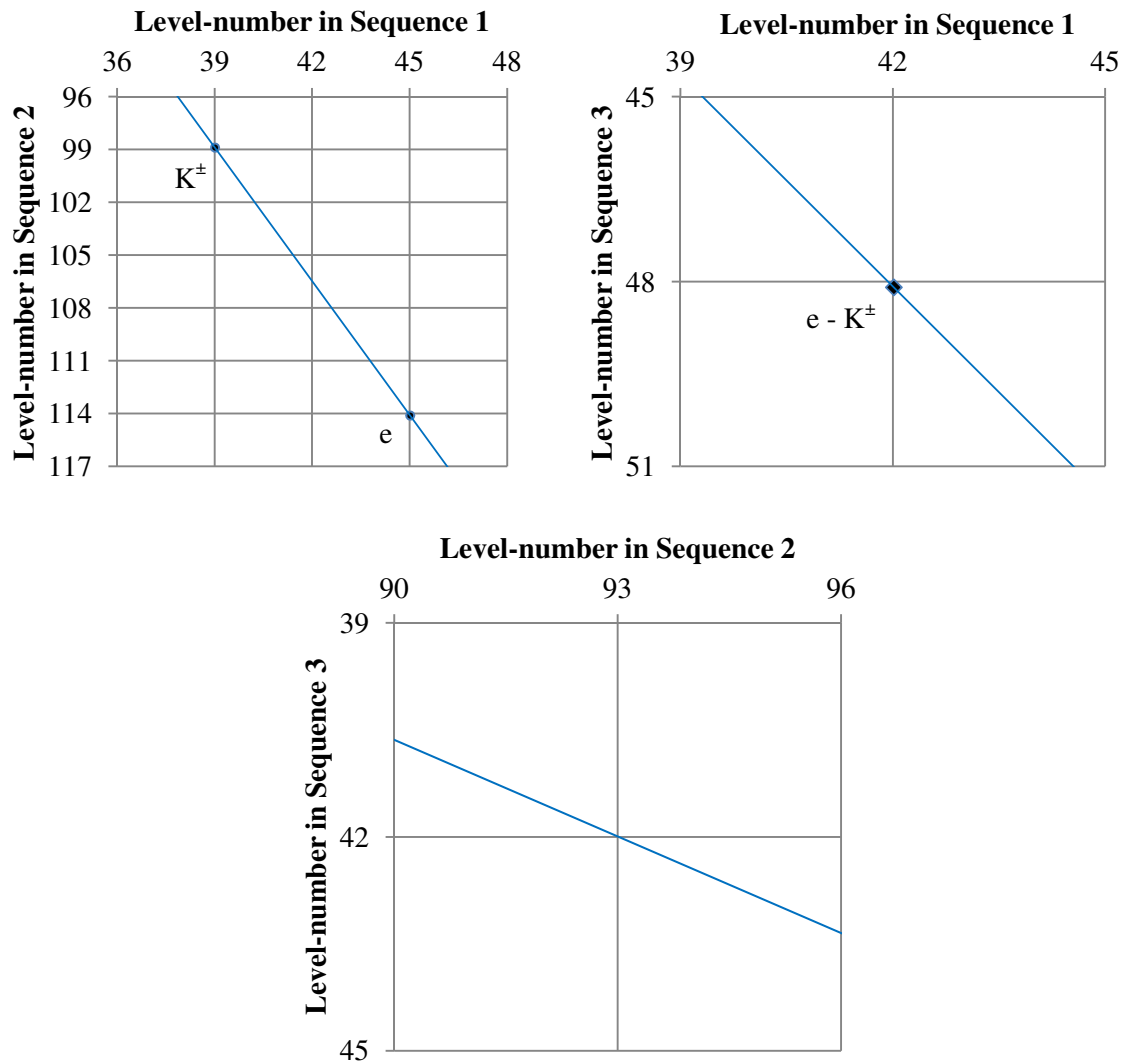 Level-number in Sequence 1
36 39 42 45 48
Level-number in Sequence 2
96
99
102
105
108
111
114
117
K±
e
Level-number in Sequence 1
39 42 45
Level-number in Sequence 3
45
48
51
e - K±
Level-number in Sequence 2
90 93 96
Level-number in Sequence 3
39
42
45